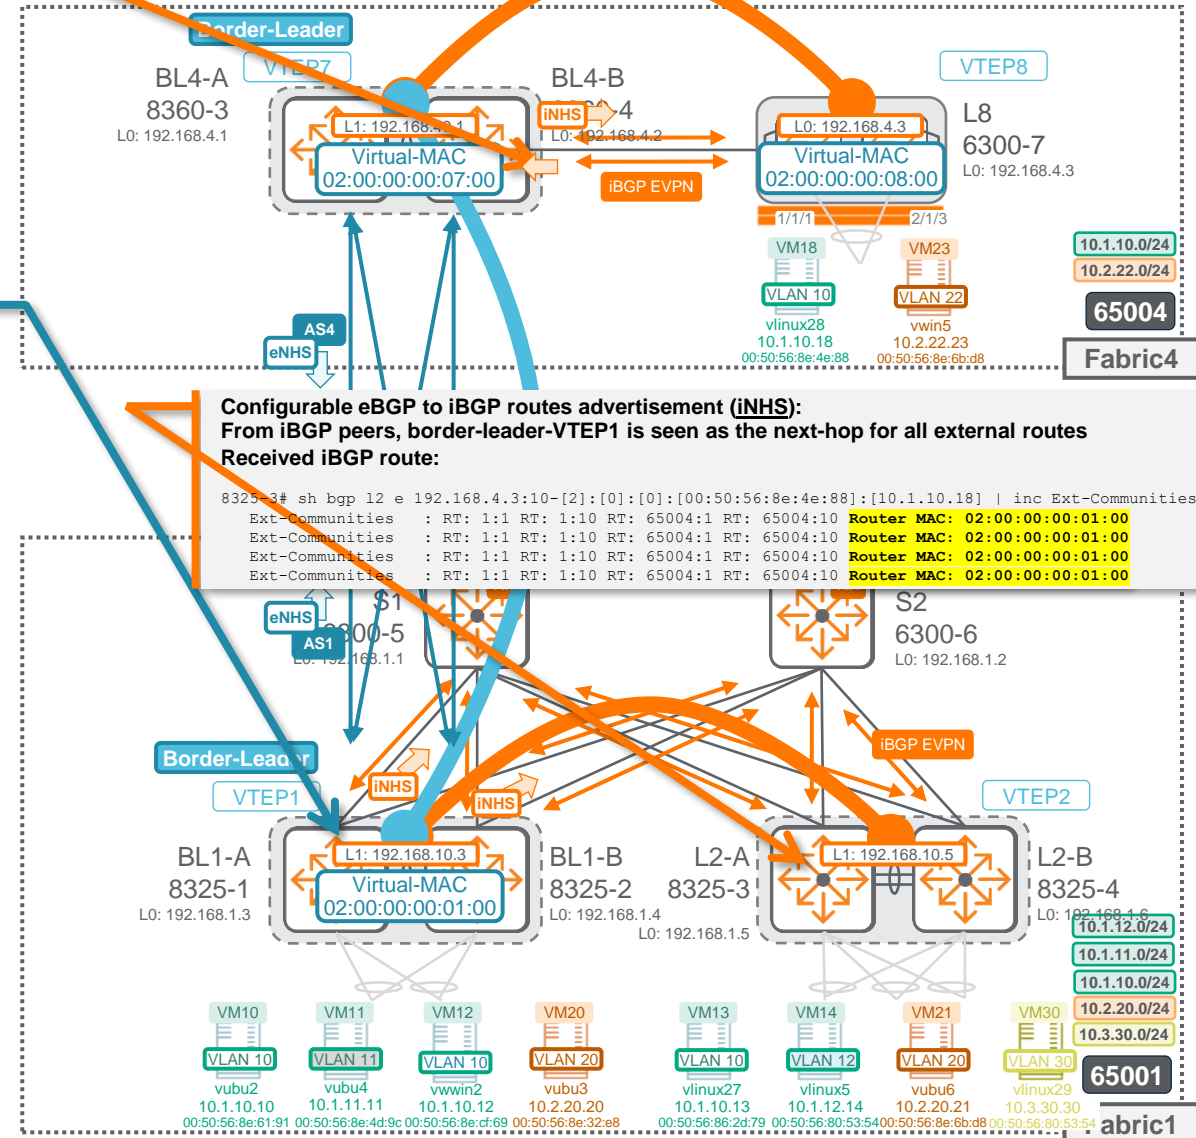 Border-Leader
VTEP7
BL4-A
8360-3
L0: 192.168.4.1
BL4-B
L0: 192.168.4.2
iNHS
Virtual-MAC
02:00:00:00:07:00
iBGP EVPN
VTEP8
L8
6300-7
L0: 192.168.4.3
L0: 192.168.4.3
Virtual-MAC
02:00:00:00:08:00
1/1/1
2/1/3
VM18
VLAN 10
vlinux28
10.1.10.18
00:50:56:8e:4e:88
VM23
VLAN 22
vwin5
10.2.22.23
00:50:56:8e:6b:d8
10.1.10.0/24
10.2.22.0/24
65004
Fabric4
AS4
eNHS
Configurable eBGP to iBGP routes advertisement (iNHS):
From iBGP peers, border-leader-VTEP1 is seen as the next-hop for all external routes
Received iBGP route:
8325-3# sh bgp l2 e 192.168.4.3:10-[2]:[0]:[0]:[00:50:56:8e:4e:88]:[10.1.10.18] | inc Ext-Communities
Ext-Communities : RT: 1:1 RT: 1:10 RT: 65004:1 RT: 65004:10 Router MAC: 02:00:00:00:01:00
Ext-Communities : RT: 1:1 RT: 1:10 RT: 65004:1 RT: 65004:10 Router MAC: 02:00:00:00:01:00
Ext-Communities : RT: 1:1 RT: 1:10 RT: 65004:1 RT: 65004:10 Router MAC: 02:00:00:00:01:00
Ext-Communities : RT: 1:1 RT: 1:10 RT: 65004:1 RT: 65004:10 Router MAC: 02:00:00:00:01:00
eNHS
AS1
S1
L0: 192.168.1.1
S2
6300-6
L0: 192.168.1.2
iBGP EVPN
Border-Leader
VTEP1
iNHS
iNHS
BL1-A
8325-1
L0: 192.168.1.3
L1: 192.168.10.3
Virtual-MAC
02:00:00:00:01:00
BL1-B
8325-2
L0: 192.168.1.4
VTEP2
L2-A
8325-3
L0: 192.168.1.5
L1: 192.168.10.5
L2-B
8325-4
L0: 192.168.1.6
10.1.12.0/24
10.1.11.0/24
10.1.10.0/24
10.2.20.0/24
10.3.30.0/24
65001
VM10
VLAN 10
vubu2
10.1.10.10
00:50:56:8e:61:91
VM11
VLAN 11
vubu4
10.1.11.11
00:50:56:8e:4d:9c
VM12
VLAN 10
vwwin2
10.1.10.12
00:50:56:8e:cf:69
VM20
VLAN 20
vubu3
10.2.20.20
00:50:56:8e:32:e8
VM13
VLAN 10
vlinux27
10.1.10.13
00:50:56:86:2d:79
VM14
VLAN 12
vlinux5
10.1.12.14
00:50:56:80:53:54
VM21
VLAN 20
vubu6
10.2.20.21
00:50:56:8e:6b:d8
VM30
VLAN 30
vlinux29
10.3.30.30
00:50:56:80:53:54
abric1